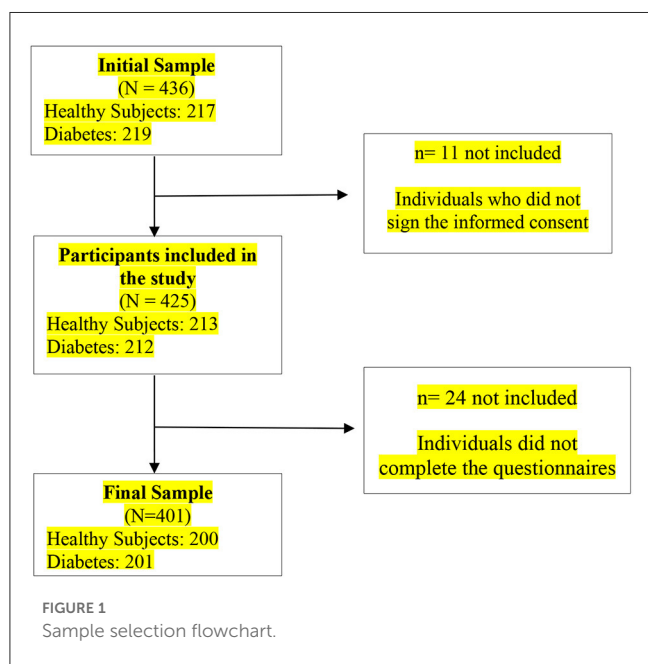 Initial Sample
(N = 436)
Healthy Subjects: 217
Diabetes: 219
n= 11 not included
Individuals who did not
sign the informed consent
Participants included in
the study
(N = 425)
Healthy Subjects: 213
Diabetes: 212
n= 24 not included
Individuals did not
complete the questionnaires
Final Sample
(N=401)
Healthy Subjects: 200
Diabetes: 201
FIGURE 1
Sample selection flowchart.